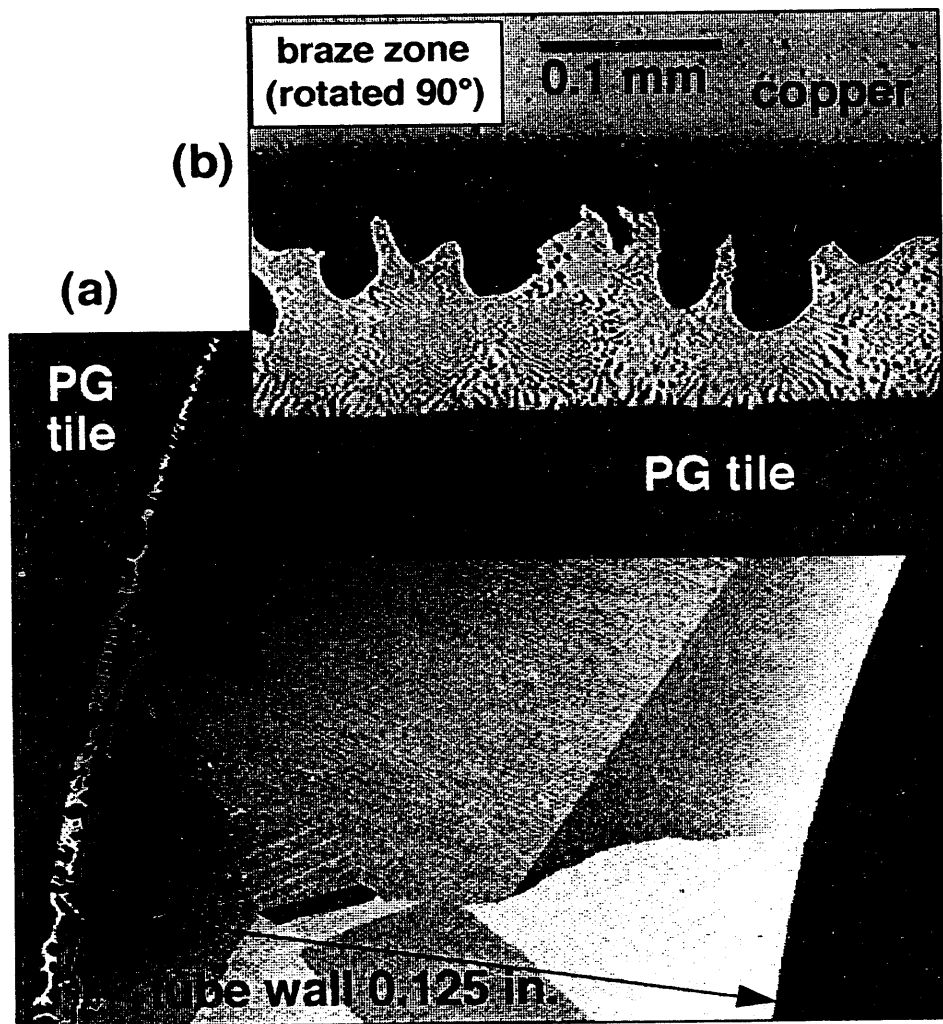 braze zone
(rotated 90°)
0.1 mm
copper
(b)
(a)
PG
tile
PG tile
tube wall 0.125 in.